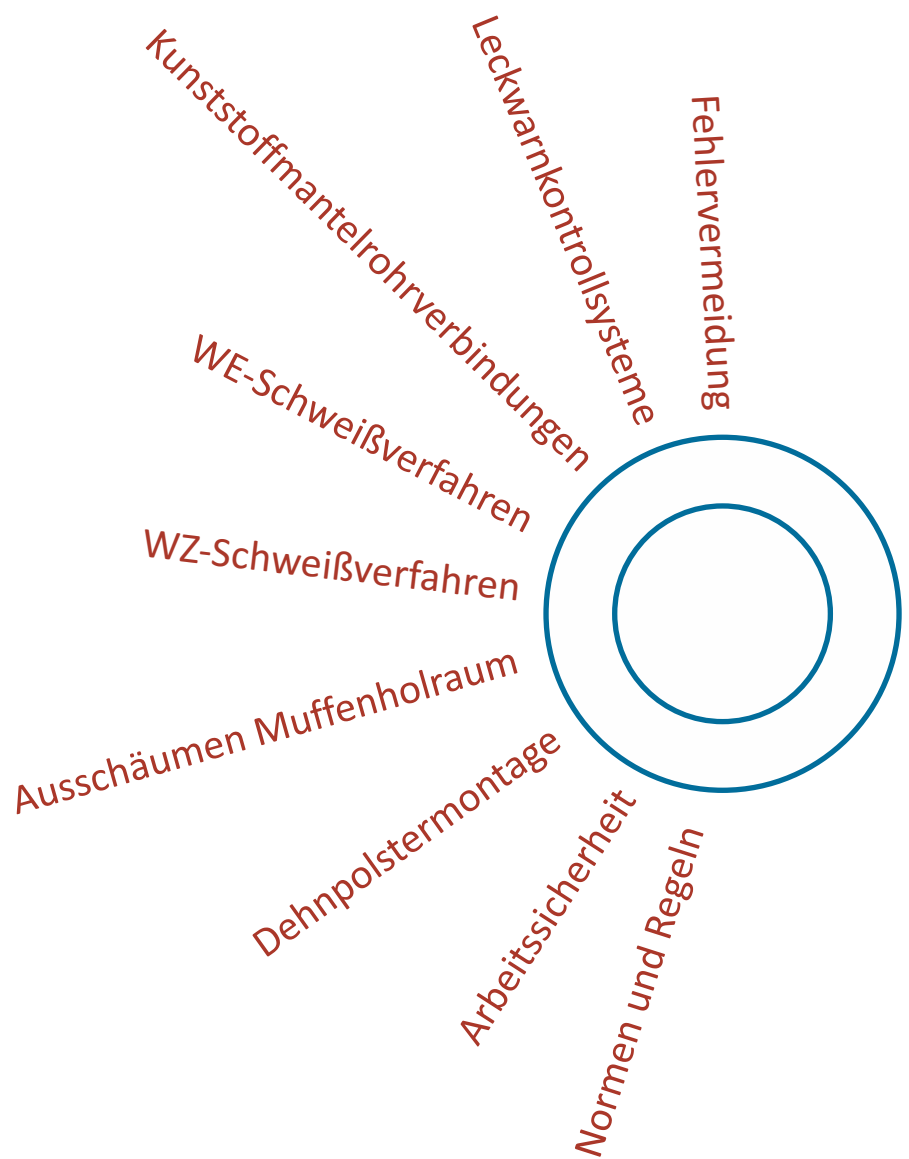 Fehlervermeidung
Leckwarnkontrollsysteme
Kunststoffmantelrohrverbindungen
WE-Schweißverfahren
WZ-Schweißverfahren
Ausschäumen Muffenholraum
Dehnpolstermontage
Arbeitssicherheit
Normen und Regeln